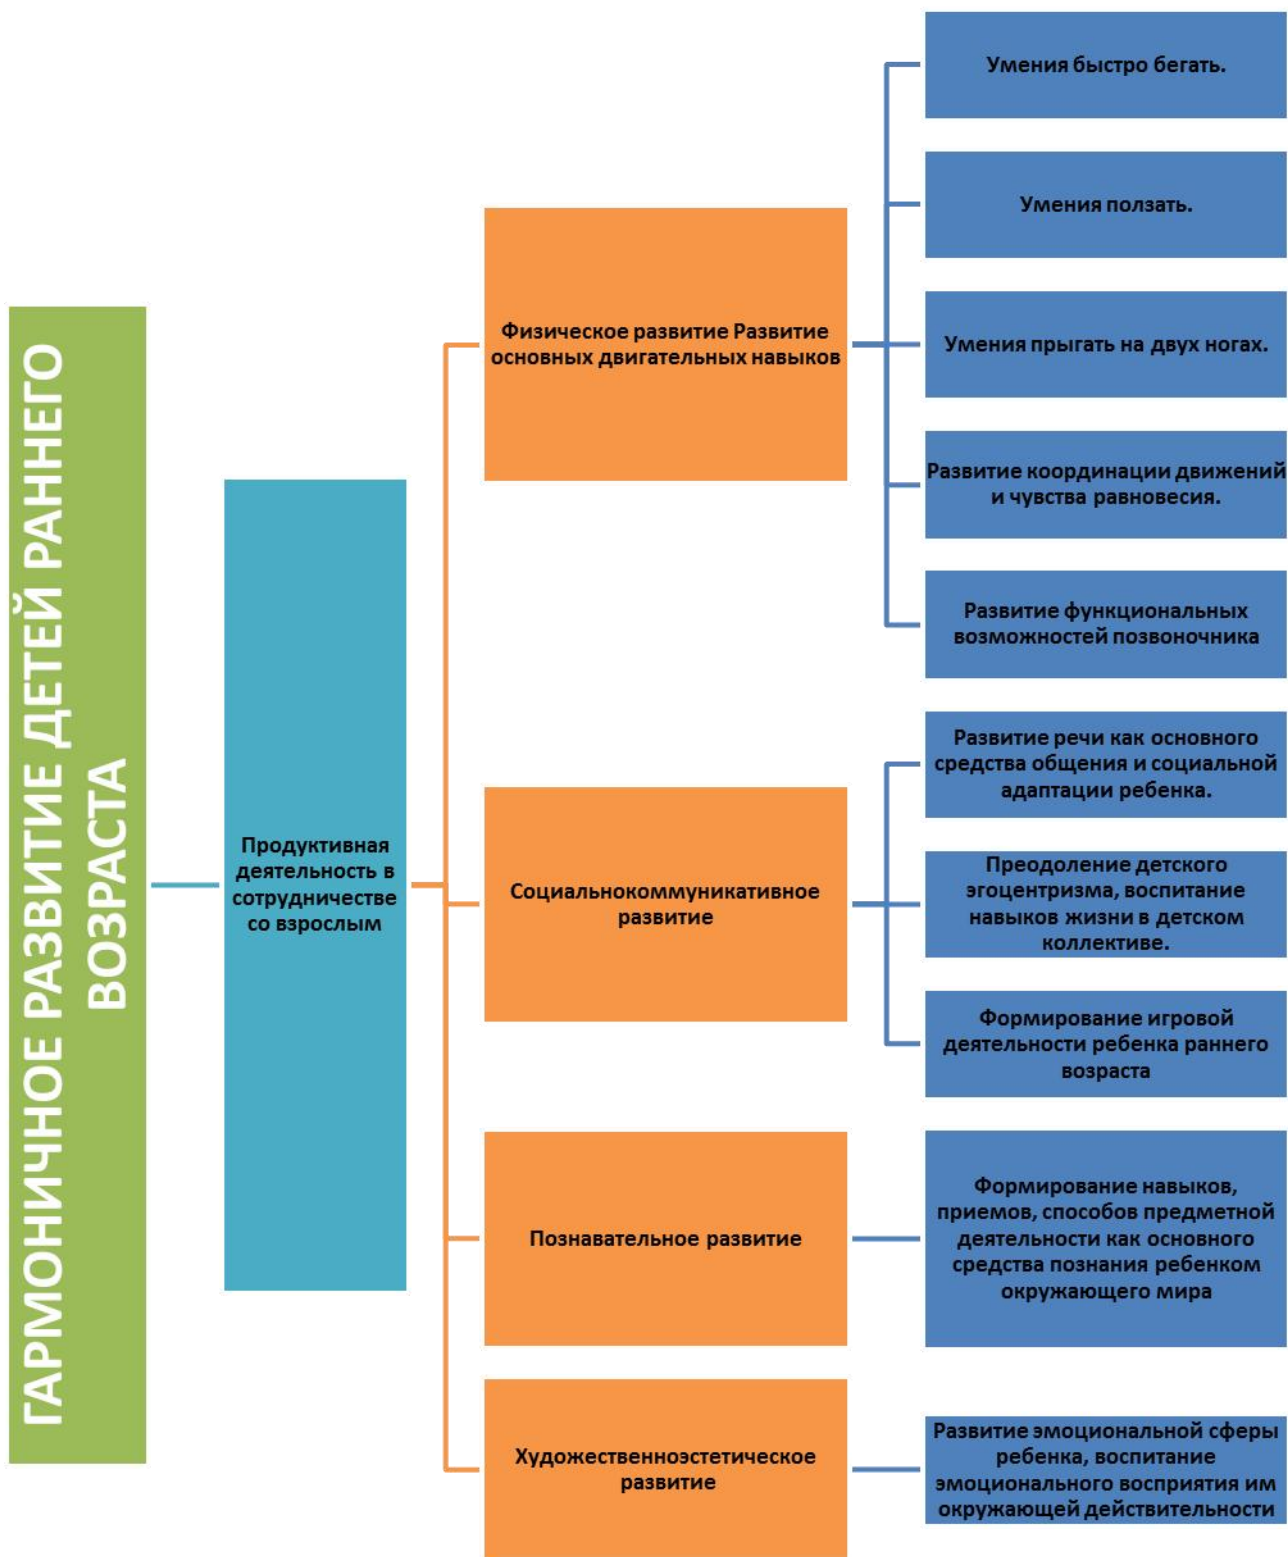 ГАРМОНИЧНОЕ РАЗВИТИЕ ДЕТЕЙ РАННЕГО
ВОЗРАСТА
Продуктивная
деятельность в
сотрудничестве
со взрослым
Физическое развитие Развитие
основных двигательных навыков
Умения быстро бегать.
Умения ползать.
Умения прыгать на двух ногах.
Развитие координации движений
и чувства равновесия.
Развитие функциональных
возможностей позвоночника
Социальнокоммуникативное
развитие
Развитие речи как основного
средства общения и социальной
адаптации ребенка.
Преодоление детского
эгоцентризма, воспитание
навыков жизни в детском
коллективе.
Формирование игровой
деятельности ребенка раннего
возраста
Познавательное развитие
Формирование навыков,
приемов, способов предметной
деятельности как основного
средства познания ребенком
окружающего мира
Художественноэстетическое
развитие
Развитие эмоциональной сферы
ребенка, воспитание
эмоционального восприятия им
окружающей действительности